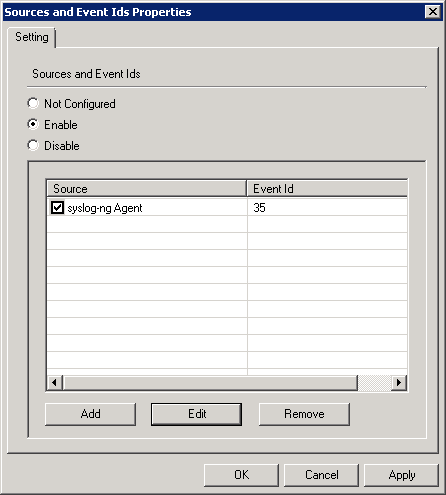 Sources and Event Ids Properties
Setting
Sources and Event Ids
Not Configured
Enable
Disable
Source Event Id
syslog-ng Agent 35
Add Edit Remove
OK Cancel Apply